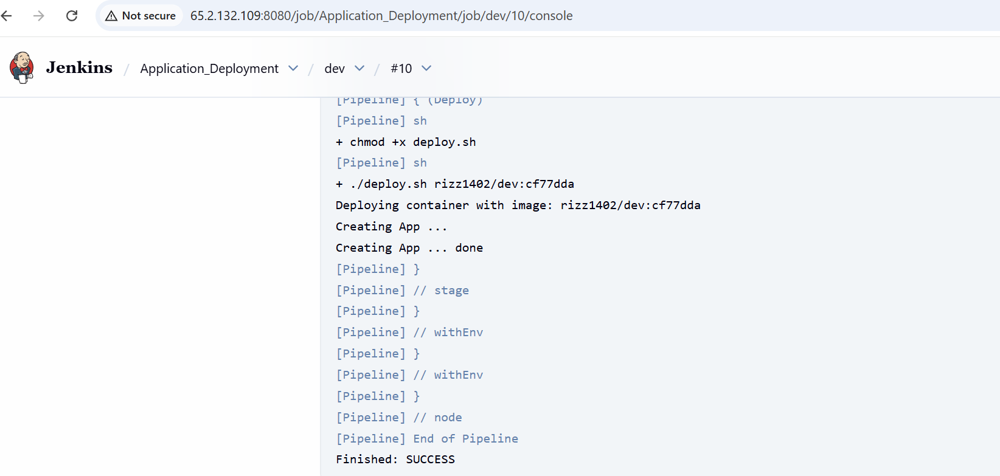 Not secure 65.2.132.109:8080/job/Application_Deployment/job/dev/10/console
Jenkins / Application_Deployment / dev / #10
[Pipeline] { (Deploy)
[Pipeline] sh
+ chmod +x deploy.sh
[Pipeline] sh
+ ./deploy.sh rizz1402/dev:cf77dda
Deploying container with image: rizz1402/dev:cf77dda
Creating App ...
Creating App ... done
[Pipeline] }
[Pipeline] // stage
[Pipeline] }
[Pipeline] // withEnv
[Pipeline] }
[Pipeline] // withEnv
[Pipeline] }
[Pipeline] // node
[Pipeline] End of Pipeline
Finished: SUCCESS